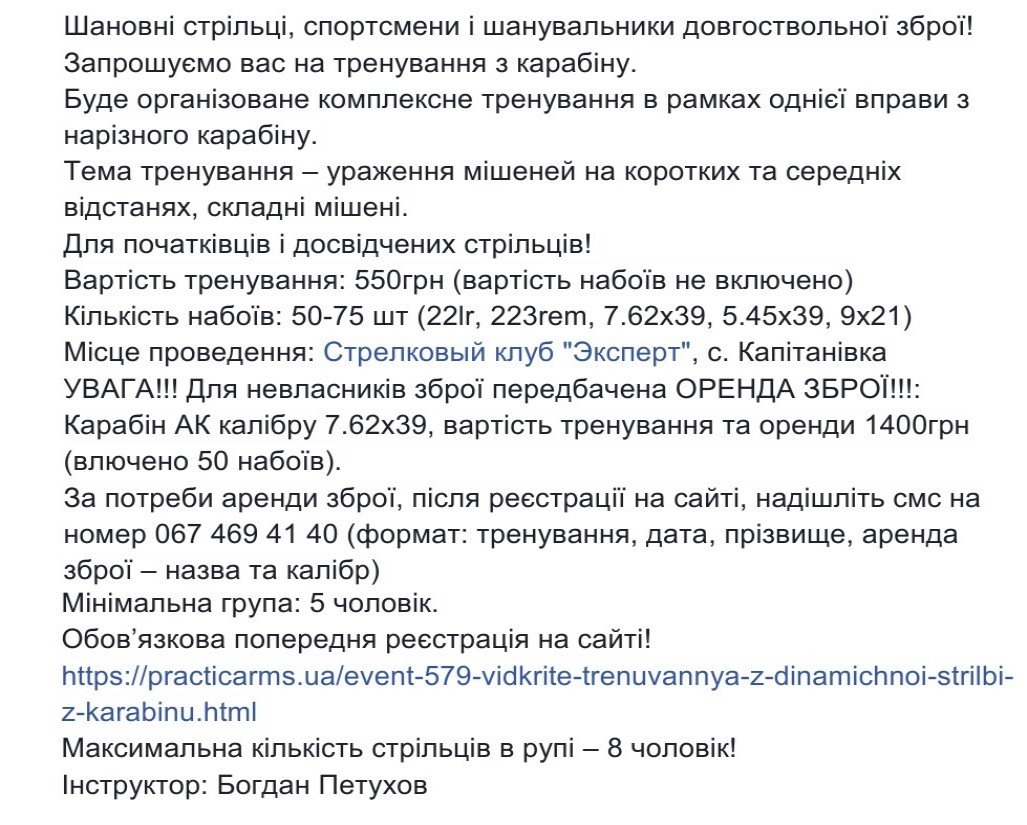 Шановні стрільці, спортсмени і шанувальники довгоствольної зброї!
Запрошуємо вас на тренування з карабіну.
Буде організоване комплексне тренування в рамках однієї вправи з
нарізного карабіну.
Тема тренування – ураження мішеней на коротких та середніх
відстанях, складні мішені.
Для початківців і досвідчених стрільців!
Вартість тренування: 550грн (вартість набоїв не включено)
Кількість набоїв: 50-75 шт (22lr, 223rem, 7.62x39, 5.45x39, 9x21)
Місце проведення: Стрелковый клуб "Эксперт", с. Капітанівка
УВАГА!!! Для невласників зброї передбачена ОРЕНДА ЗБРОЇ!!!:
Карабін АК калібру 7.62x39, вартість тренування та оренди 1400грн
(влючено 50 набоїв).
За потреби аренди зброї, після реєстрації на сайті, надішліть смс на
номер 067 469 41 40 (формат: тренування, дата, прізвище, аренда
зброї – назва та калібр)
Мінімальна група: 5 чоловік.
Обов’язкова попередня реєстрація на сайті!
https://practicarms.ua/event-579-vidkrite-trenuvannya-z-dinamichnoi-strilbi-
z-karabinu.html
Максимальна кількість стрільців в рупі – 8 чоловік!
Інструктор: Богдан Петухов